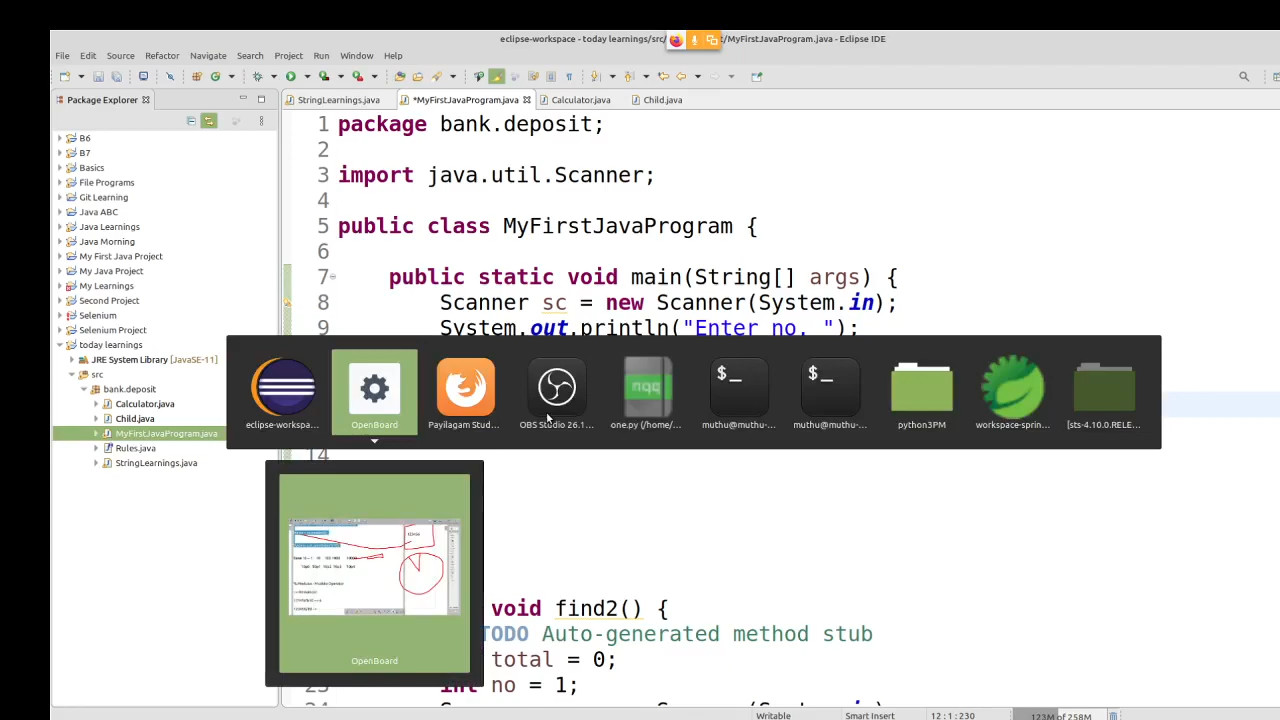 eclipse-workspace - today learnings/src/
t/MyFirstJavaProgram.java - Eclipse IDE
File Edit Source Refactor Navigate Search Project Run Window Help
Package Explorer
StringLearnings.java
*MyFirstJavaProgram.java
Calculator.java
Child.java
B6
B7
Basics
File Programs
Git Learning
Java ABC
Java Learnings
Java Morning
My First Java Project
My Java Project
My Learnings
Second Project
Selenium
Selenium Project
today learnings
JRE System Library [JavaSE-11]
src
bank.deposit
Calculator.java
Child.java
MyFirstJavaProgram.java
Rules.java
StringLearnings.java
1 package bank.deposit;
2
3 import java.util.Scanner;
4
5 public class MyFirstJavaProgram {
6
7 public static void main(String[] args) {
8 Scanner sc = new Scanner(System.in);
9 System.out.println("Enter no. ");
eclipse-workspa...
OpenBoard
Payilagam Stud...
OBS Studio 26.1...
one.py (/home/...
muthu@muthu-...
muthu@muthu-...
python3PM
workspace-sprin...
[sts-4.10.0.RELE...
14
OpenBoard
void find2() {
TODO Auto-generated method stub
total = 0;
23 int no = 1;
Writable
Smart Insert
12 : 1 : 230
123M of 258M